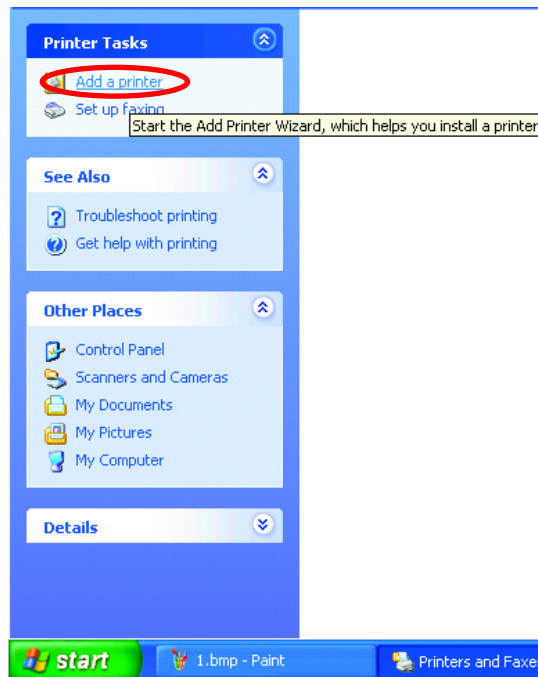 Printer Tasks
Add a printer
Set up faxing
Start the Add Printer Wizard, which helps you install a printer
See Also
Troubleshoot printing
Get help with printing
Other Places
Control Panel
Scanners and Cameras
My Documents
My Pictures
My Computer
Details
start
1.bmp - Paint
Printers and Faxe